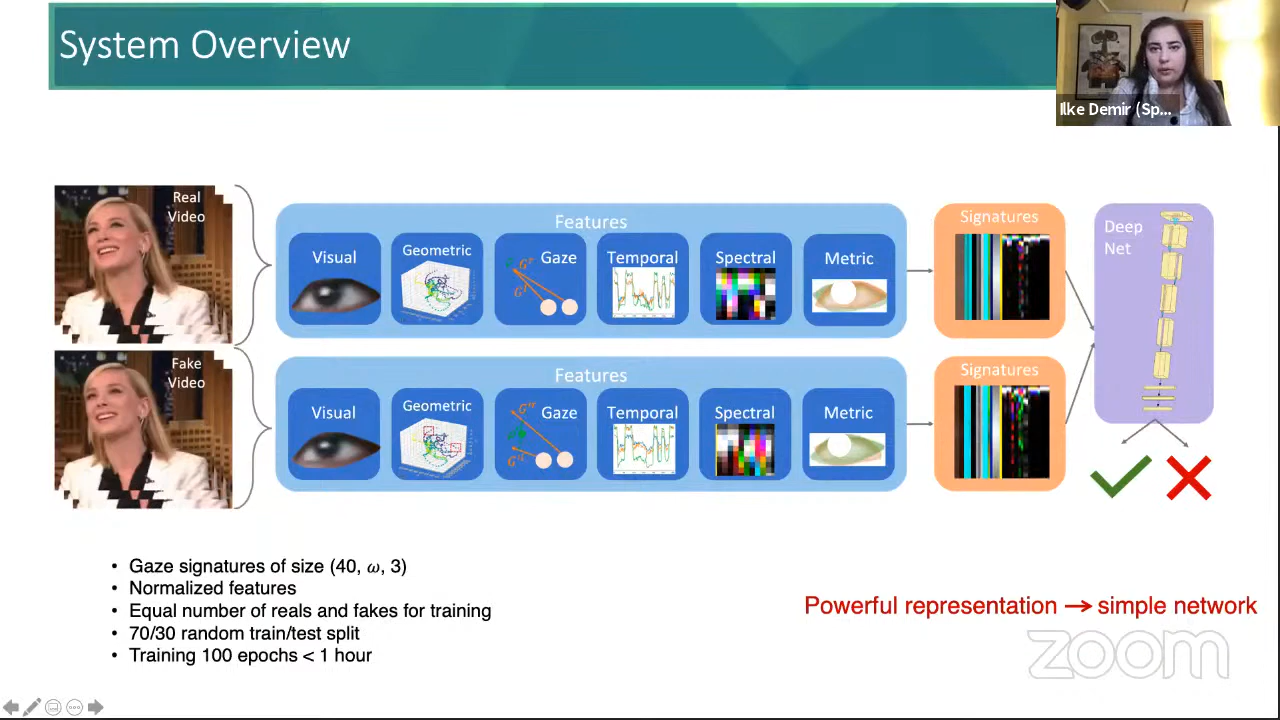 System Overview
Ilke Demir (Sp...
Real
Video
Features
Visual
Geometric
Gaze
Temporal
Spectral
Metric
Signatures
Deep
Net
Fake
Video
Features
Visual
Geometric
Gaze
Temporal
Spectral
Metric
Signatures
• Gaze signatures of size (40, ω, 3)
• Normalized features
• Equal number of reals and fakes for training
• 70/30 random train/test split
• Training 100 epochs < 1 hour
Powerful representation → simple network
zoom